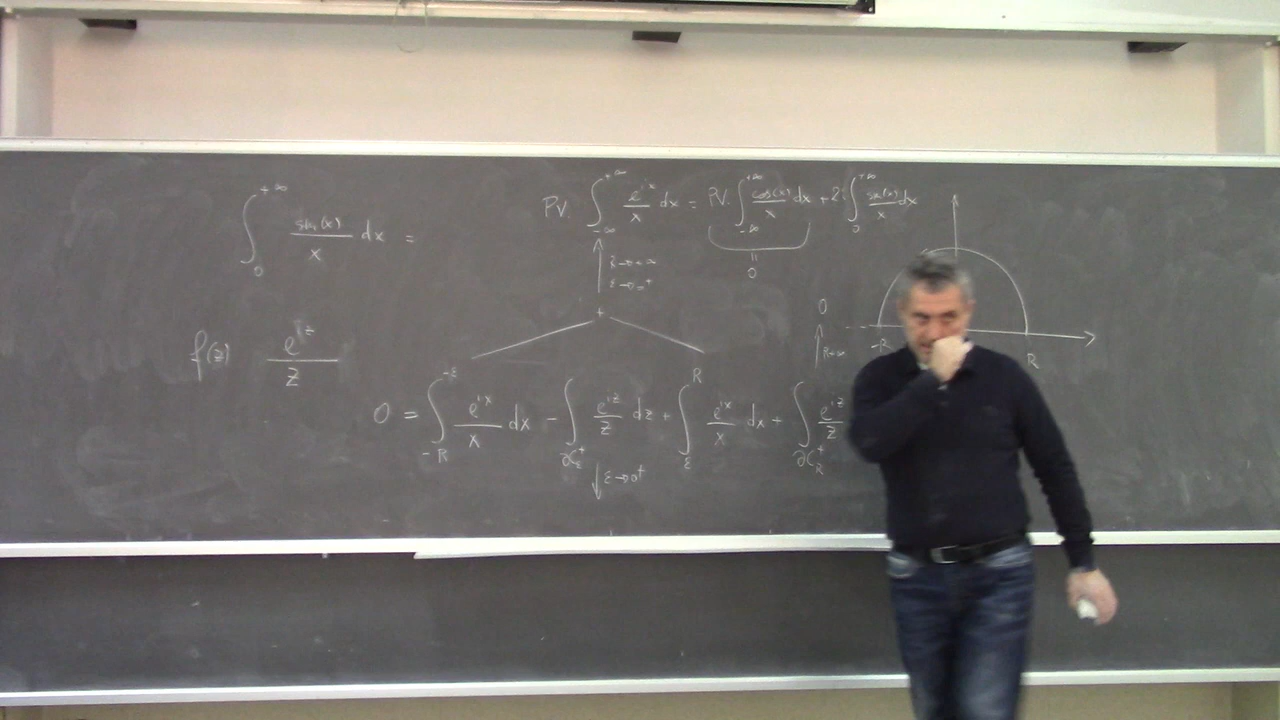 ∫₀^{+∞} sin(x)/x dx =
P.V. ∫_{-∞}^{+∞} e^{ix}/x dx = P.V. ∫_{-∞}^{+∞} cos(x)/x dx + 2i ∫₀^{+∞} sin(x)/x dx
= 0
R→+∞
ε→0⁺
+
f(z) e^{iz}/z
0
R→∞
-R
R
0 = ∫_{-R}^{-ε} e^{ix}/x dx - ∫_{∂C_ε^+} e^{iz}/z dz + ∫_ε^R e^{ix}/x dx + ∫_{∂C_R^+} e^{iz}/z
↓ ε→0⁺